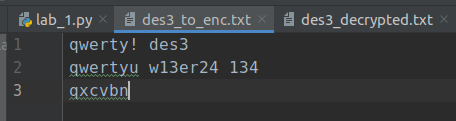 lab_1.py des3_to_enc.txt des3_decrypted.txt
1 qwerty! des3
2 qwertyu w13er24 134
3 qxcvbn